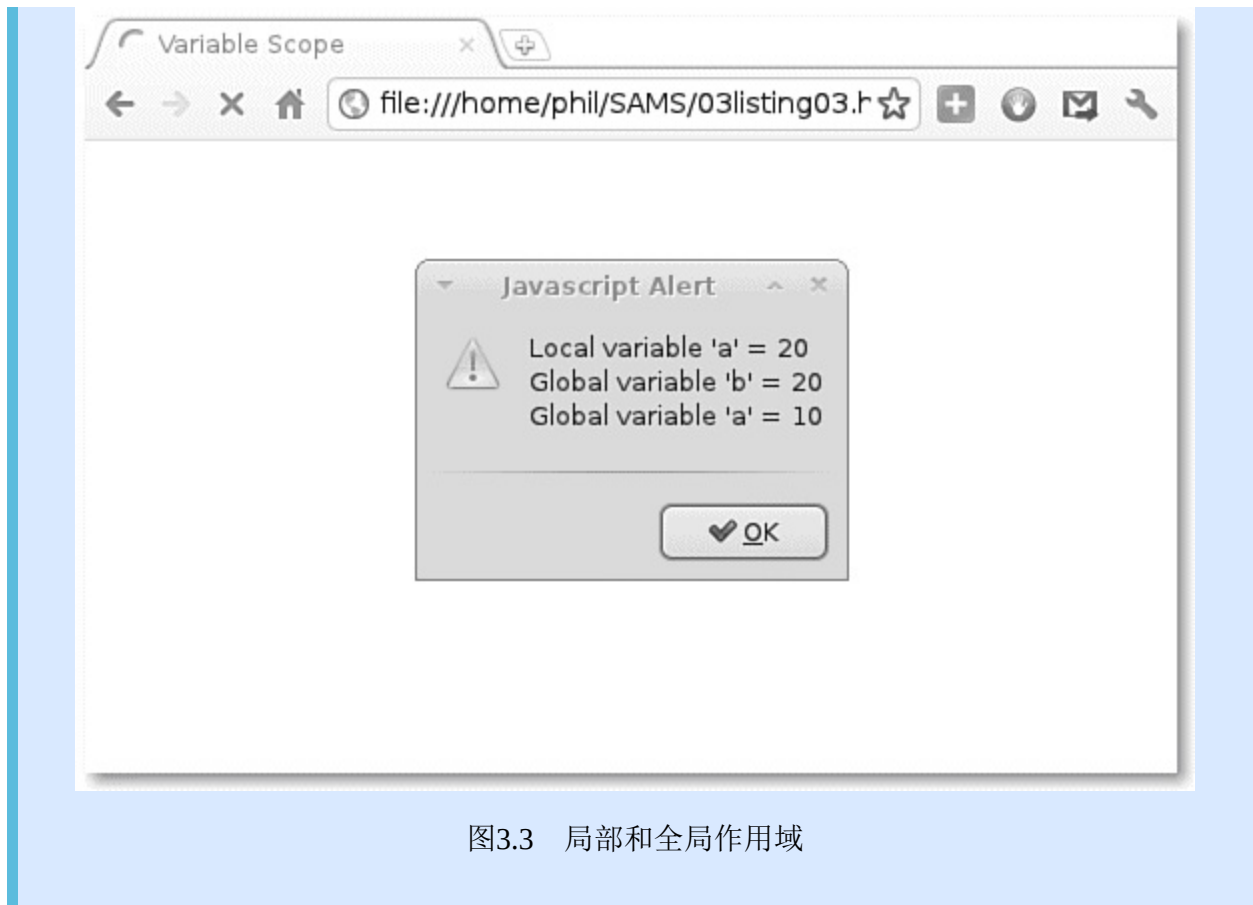 Variable Scope
file:///home/phil/SAMS/03listing03.h
Javascript Alert
Local variable 'a' = 20
Global variable 'b' = 20
Global variable 'a' = 10
OK
图3.3 局部和全局作用域